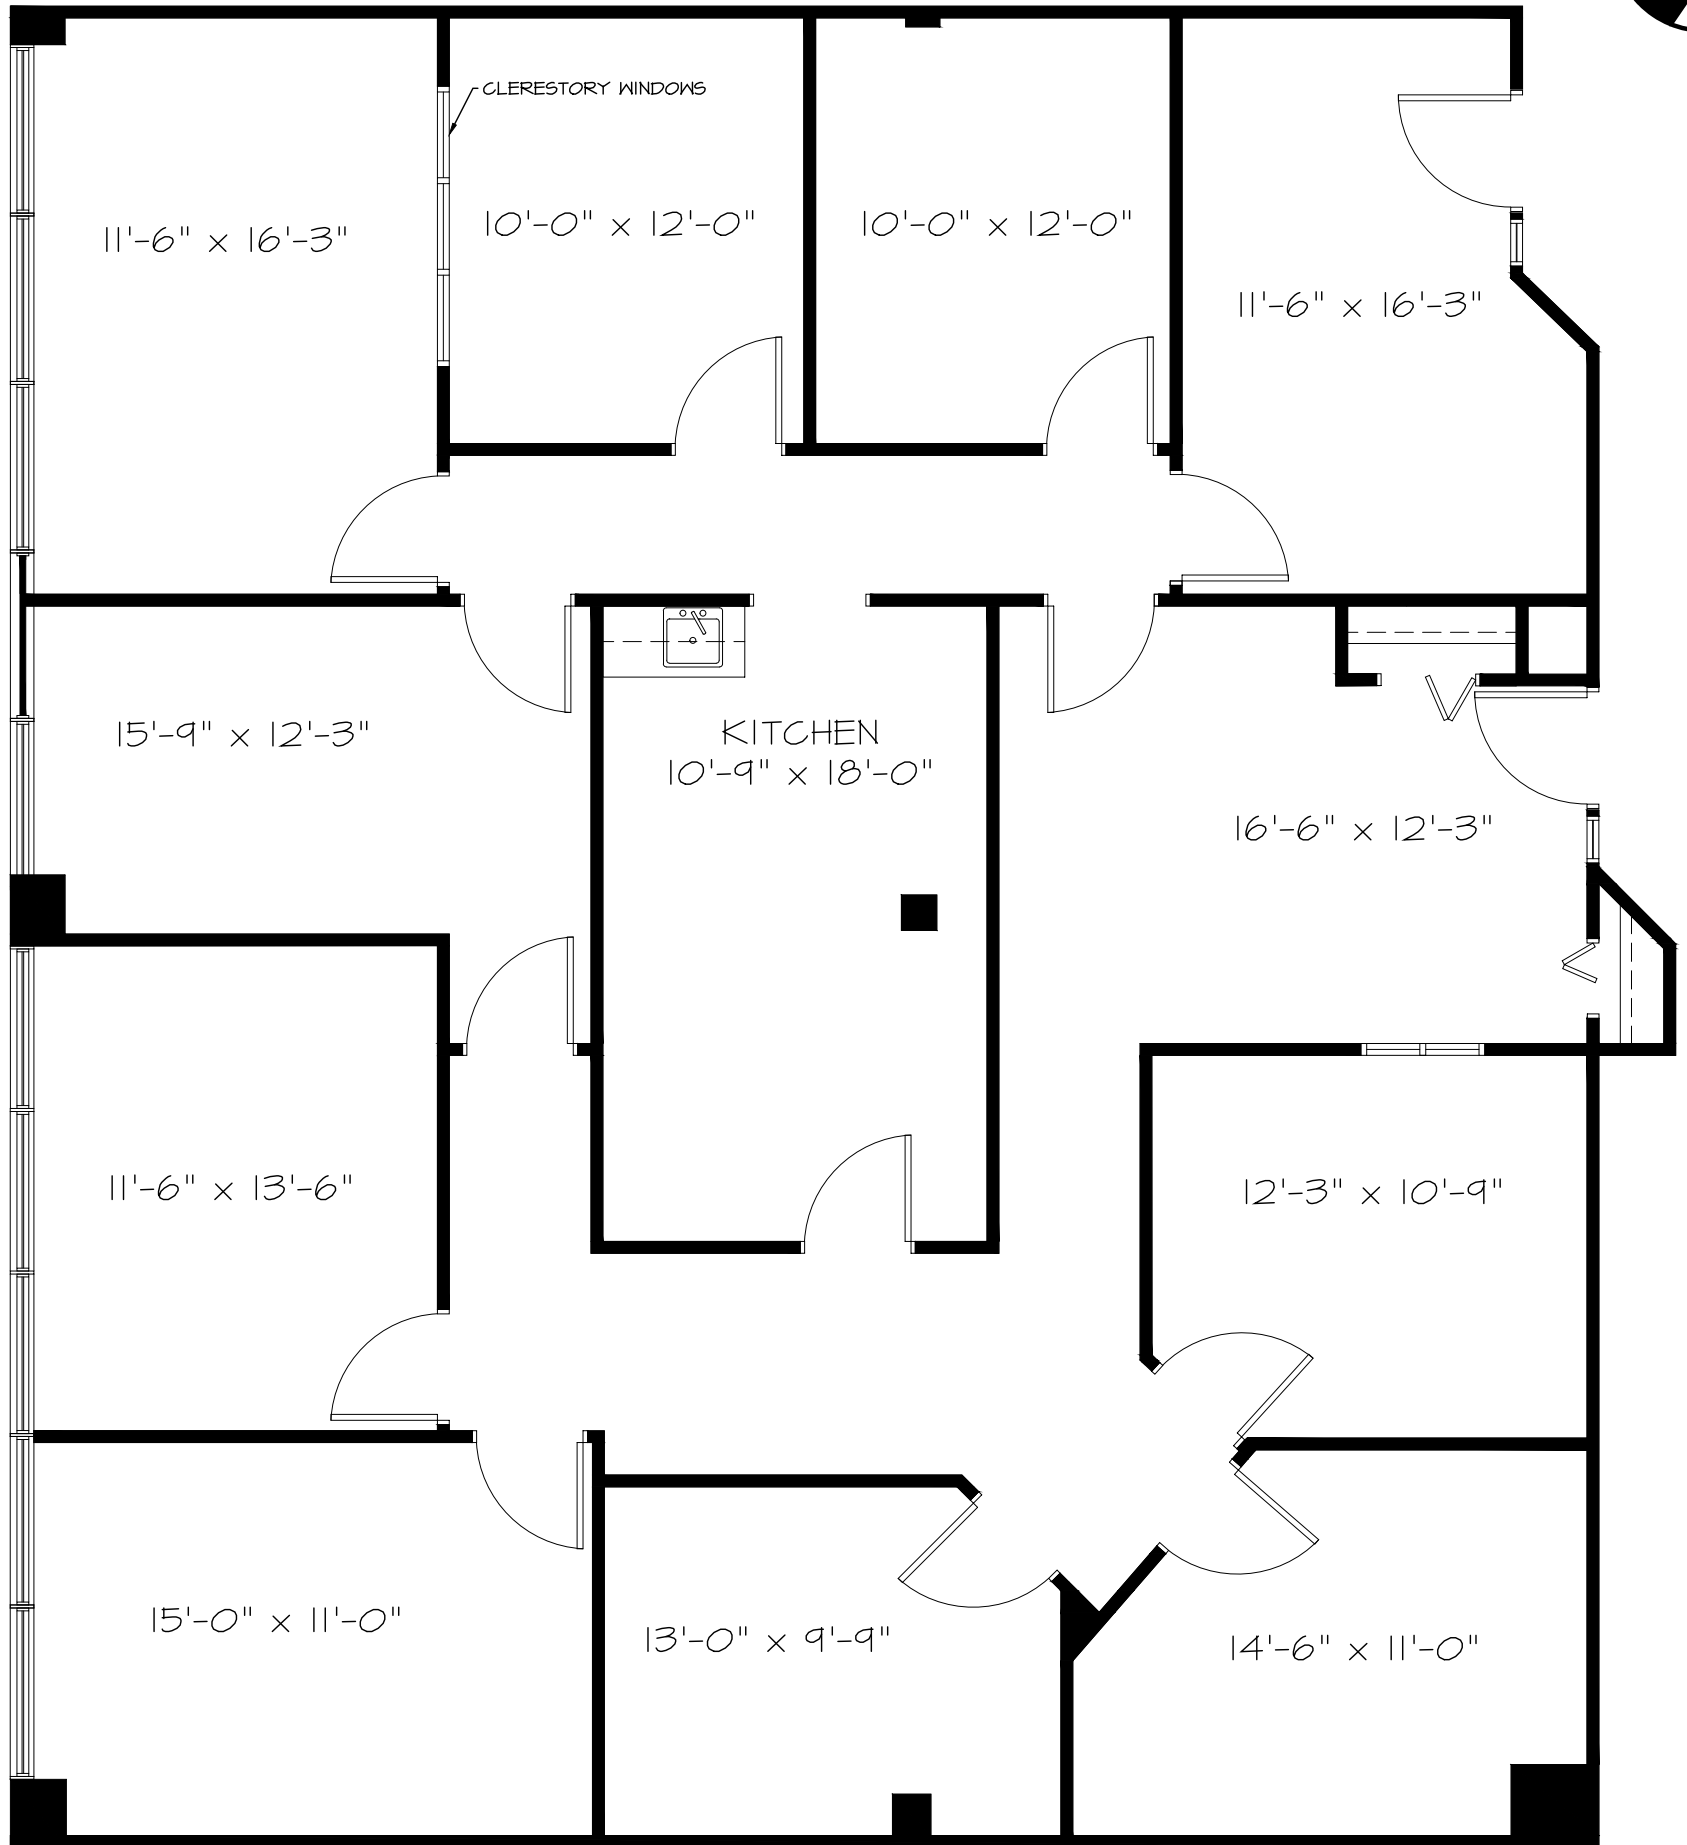 CLERESTORY WINDOWS
11'-6" x 16'-3"
10'-0" x 12'-0"
10'-0" x 12'-0"
11'-6" x 16'-3"
15'-9" x 12'-3"
KITCHEN
10'-9" x 18'-0"
16'-6" x 12'-3"
11'-6" x 13'-6"
12'-3" x 10'-9"
15'-0" x 11'-0"
13'-0" x 9'-9"
14'-6" x 11'-0"